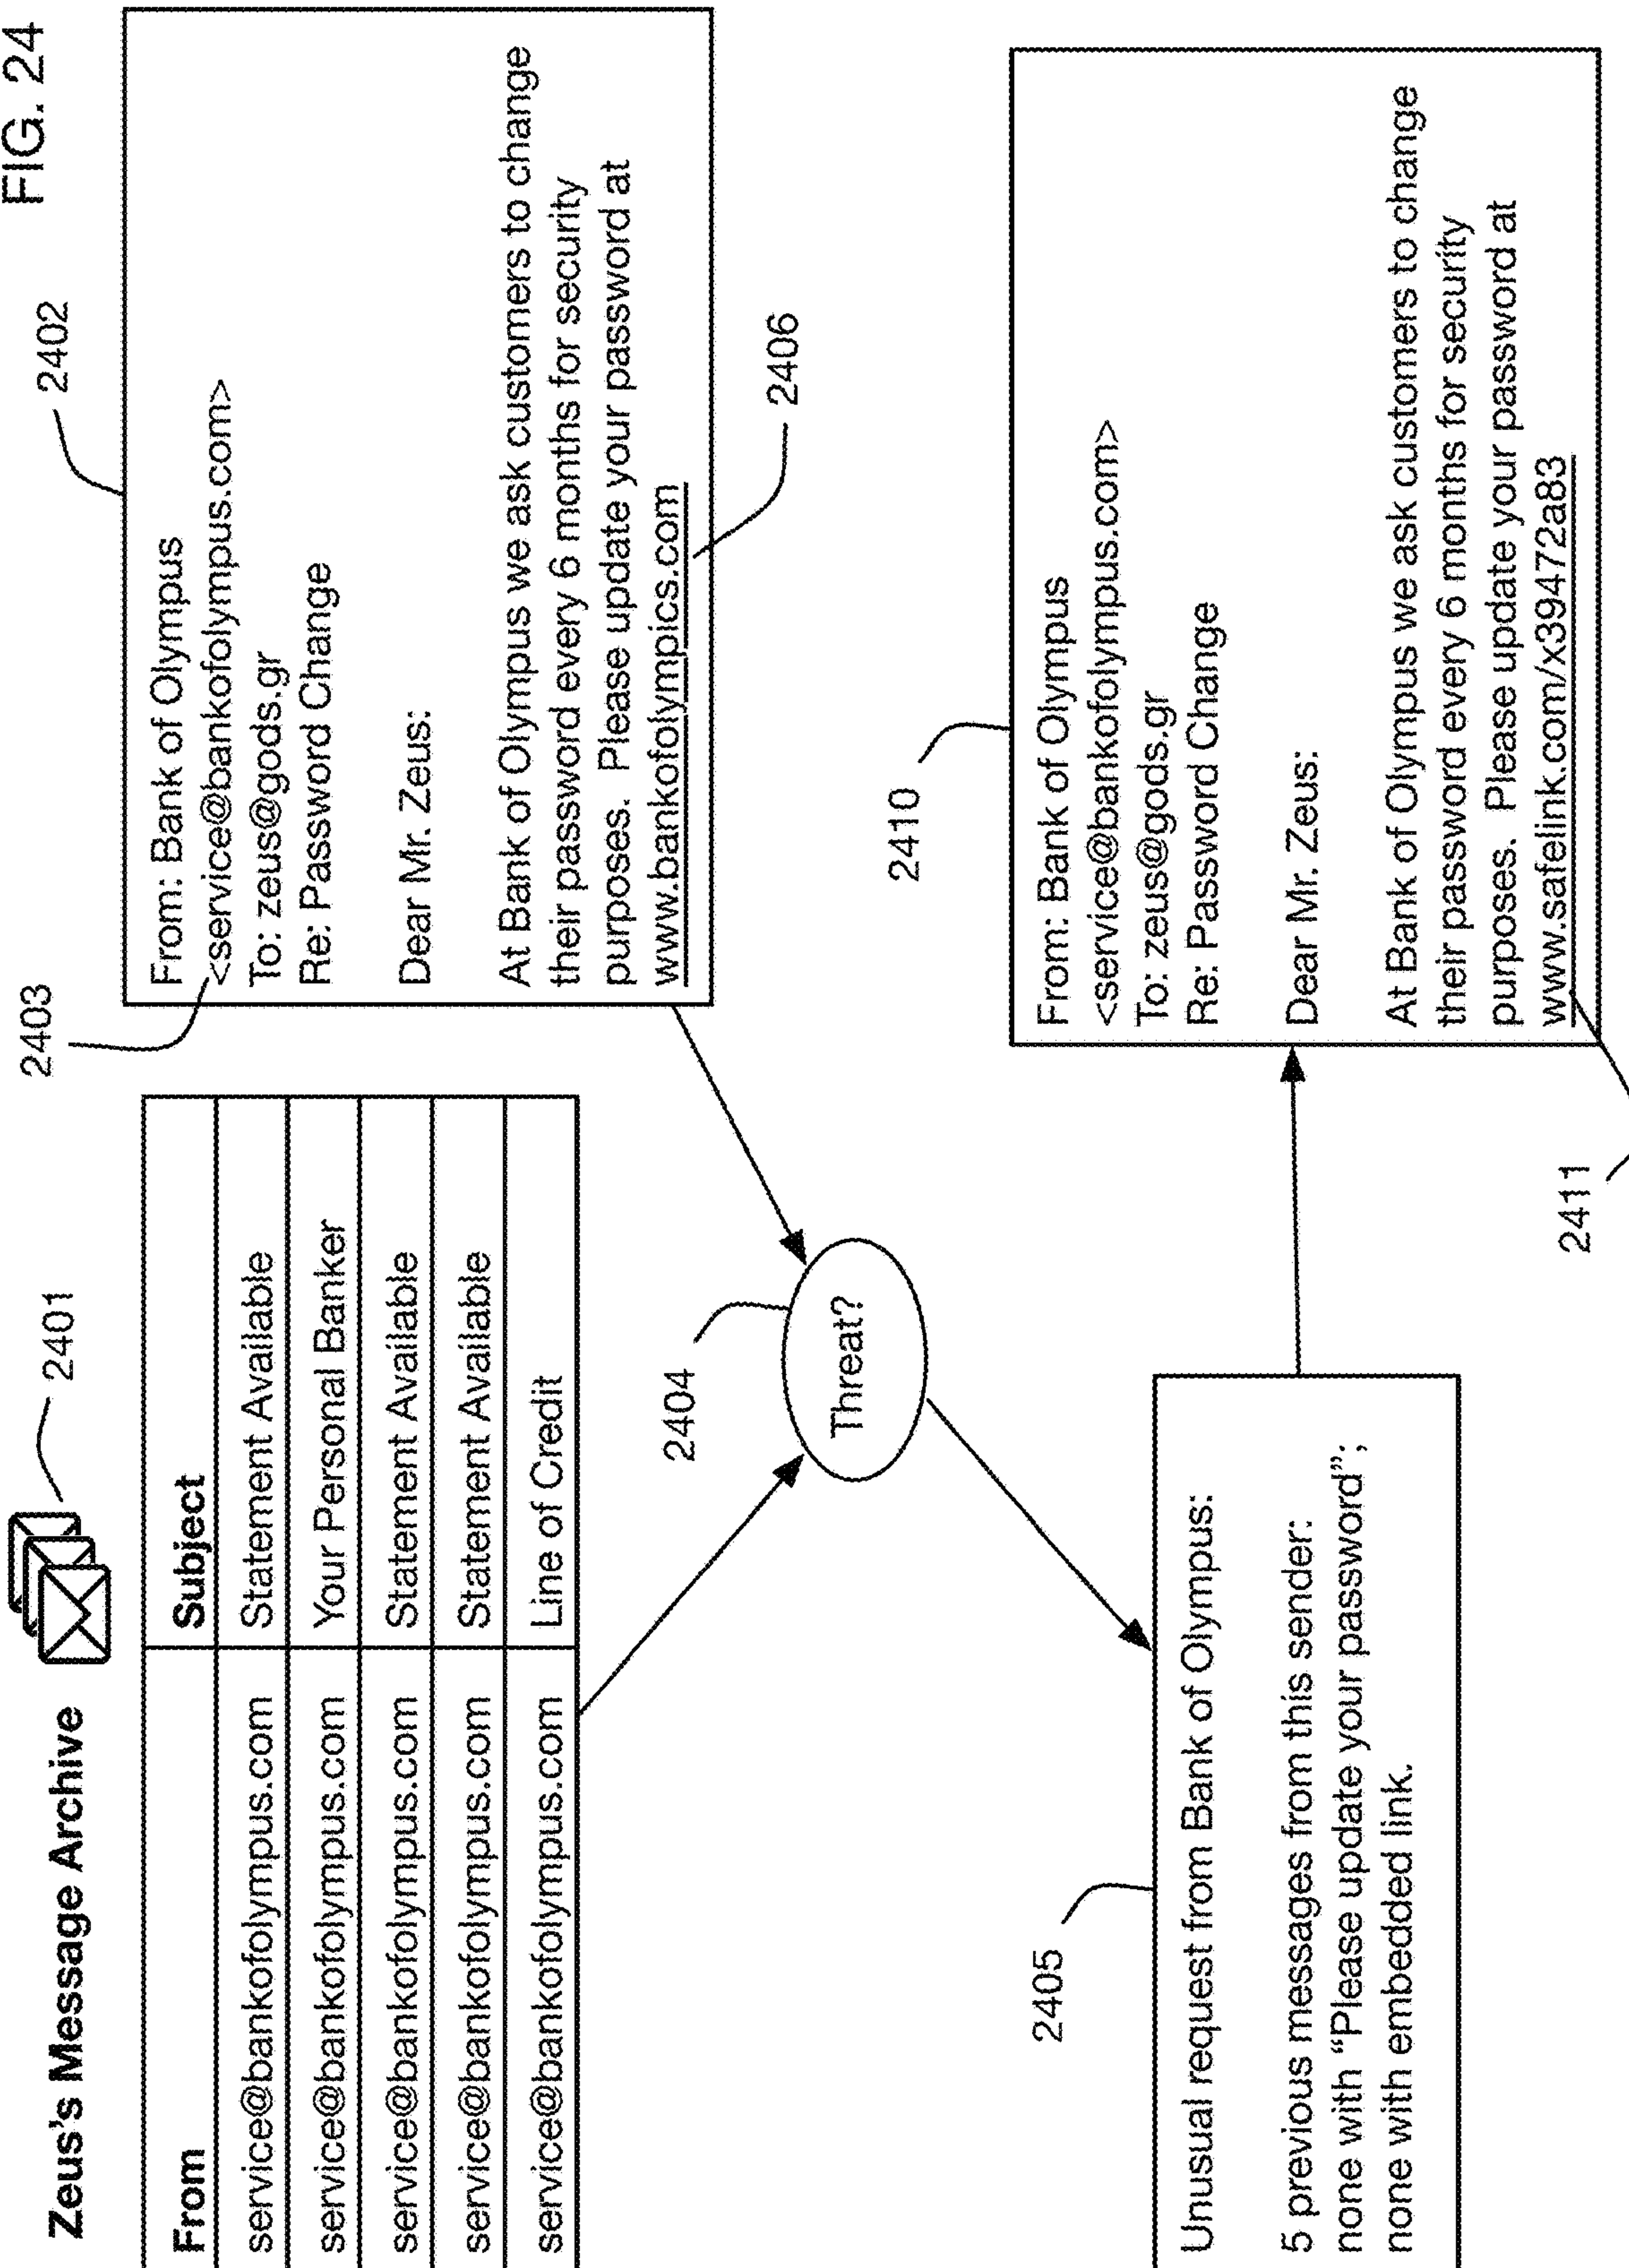 FIG. 24
Zeus's Message Archive
2401
From Subject
service@bankofolympus.com Statement Available
service@bankofolympus.com Your Personal Banker
service@bankofolympus.com Statement Available
service@bankofolympus.com Statement Available
service@bankofolympus.com Line of Credit
2403
2402
From: Bank of Olympus
<service@bankofolympus.com>
To: zeus@gods.gr
Re: Password Change
Dear Mr. Zeus:
At Bank of Olympus we ask customers to change
their password every 6 months for security
purposes. Please update your password at
www.bankofolympics.com
2406
2404
Threat?
2405
Unusual request from Bank of Olympus:
5 previous messages from this sender:
none with “Please update your password”;
none with embedded link.
2410
From: Bank of Olympus
<service@bankofolympus.com>
To: zeus@gods.gr
Re: Password Change
Dear Mr. Zeus:
At Bank of Olympus we ask customers to change
their password every 6 months for security
purposes. Please update your password at
www.safelink.com/x39472a83
2411